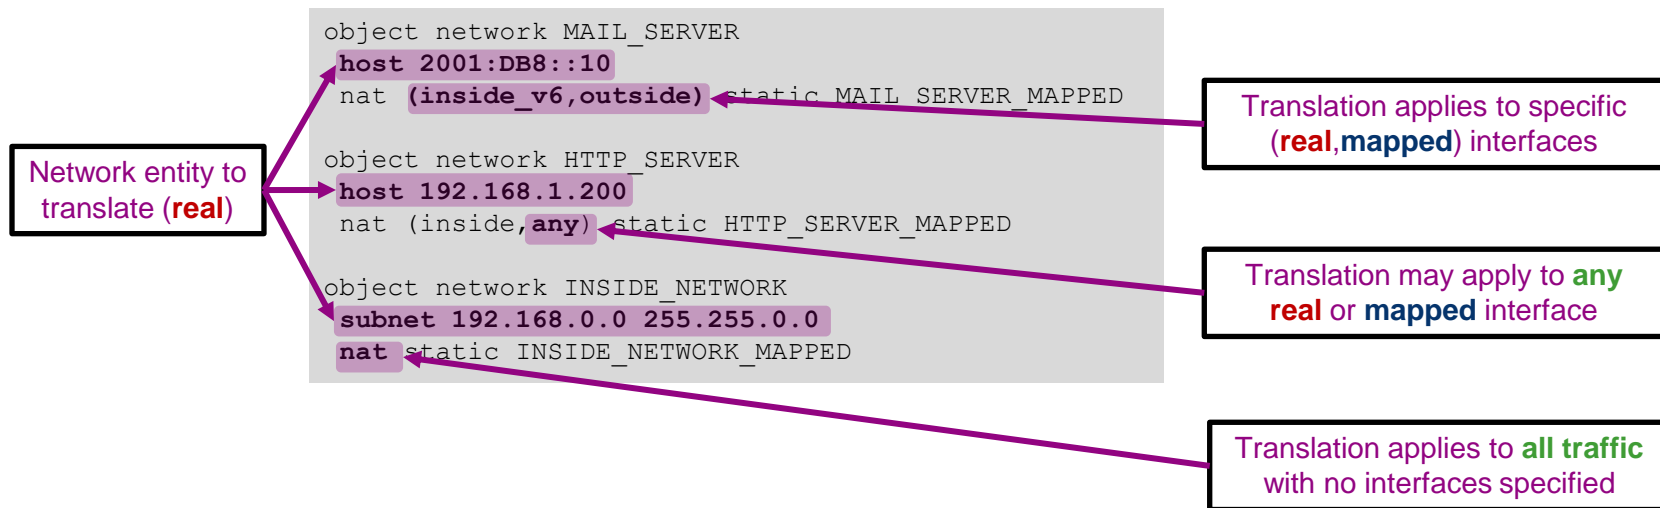 object network MAIL_SERVER
host 2001:DB8::10
nat (inside_v6,outside) static MAIL SERVER_MAPPED
object network HTTP_SERVER
host 192.168.1.200
nat (inside,any) static HTTP_SERVER_MAPPED
object network INSIDE_NETWORK
subnet 192.168.0.0 255.255.0.0
nat static INSIDE_NETWORK_MAPPED
Network entity to
translate (real)
Translation applies to specific
(real,mapped) interfaces
Translation may apply to any
real or mapped interface
Translation applies to all traffic
with no interfaces specified